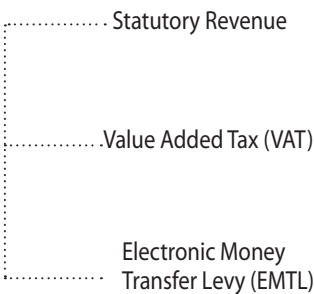 Statutory Revenue
Value Added Tax (VAT)
Electronic Money
Transfer Levy (EMTL)